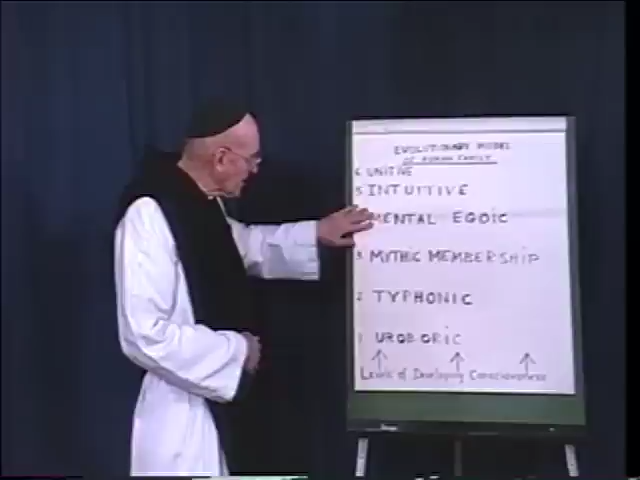 EVOLUTIONARY MODEL
OF HUMAN FAMILY
6 UNITIVE
5 INTUITIVE
MENTAL EGOIC
3 MYTHIC MEMBERSHIP
2 TYPHONIC
1 UROBORIC
Levels of Developing Consciousness